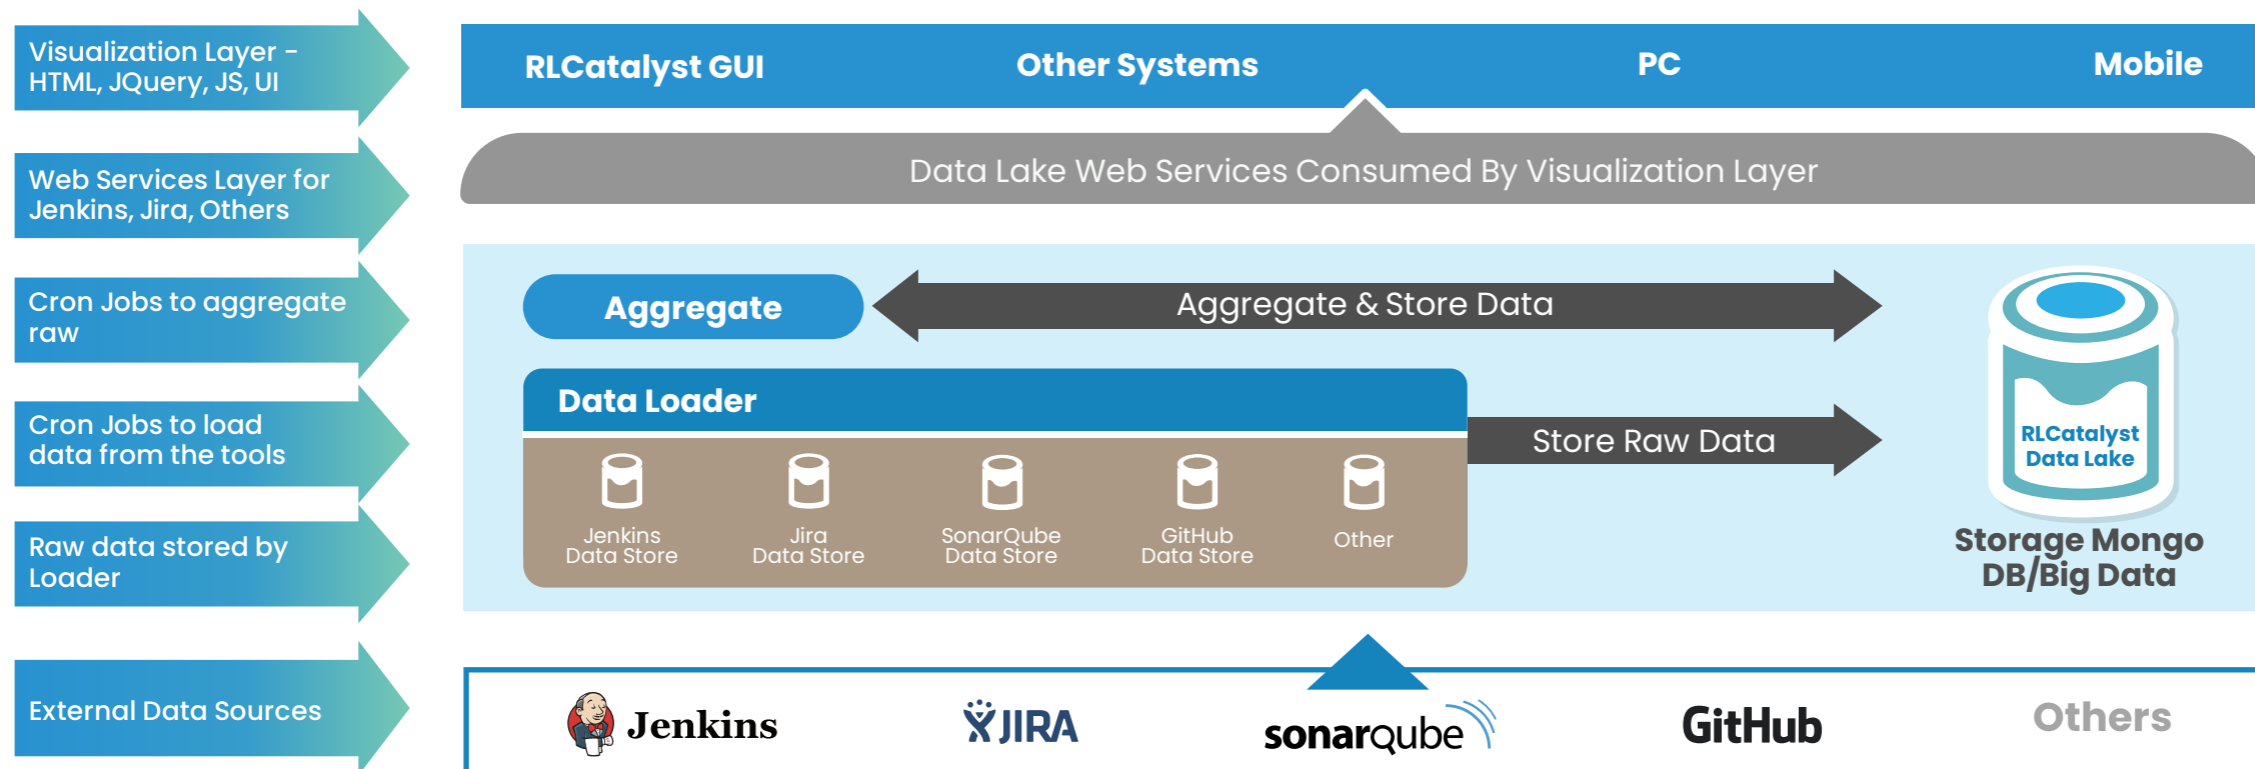 Visualization Layer -
HTML, JQuery, JS, UI
RLCatalyst GUI
Other Systems
PC
Mobile
Web Services Layer for
Jenkins, Jira, Others
Data Lake Web Services Consumed By Visualization Layer
Cron Jobs to aggregate
raw
Aggregate
Aggregate & Store Data
Cron Jobs to load
data from the tools
Data Loader
Store Raw Data
RLCatalyst
Data Lake
Raw data stored by
Loader
Jenkins
Data Store
Jira
Data Store
SonarQube
Data Store
GitHub
Data Store
Other
Storage Mongo
DB/Big Data
External Data Sources
Jenkins
JIRA
sonarqube
GitHub
Others